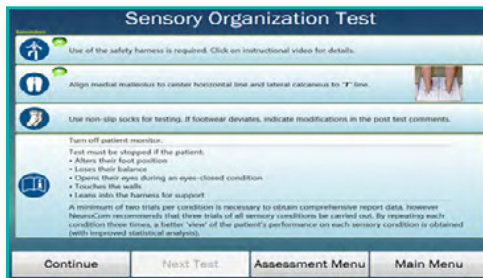 Sensory Organization Test
Reminders:
Use of the safety harness is required. Click on instructional video for details.
Align medial malleolus to center horizontal line and lateral calcaneus to "T" line.
Use non-slip socks for testing. If footwear deviates, indicate modifications in the post test comments.
Turn off patient monitor.
Test must be stopped if the patient:
• Alters their foot position
• Loses their balance
• Opens their eyes during an eyes-closed condition
• Touches the walls
• Leans into the harness for support
A minimum of two trials per condition is necessary to obtain comprehensive report data, however
NeuroCom recommends that three trials of all sensory conditions be carried out. By repeating each
condition three times, a better 'view' of the patient's performance on each sensory condition is obtained
(with improved statistical analysis).
Continue
Next Test
Assessment Menu
Main Menu